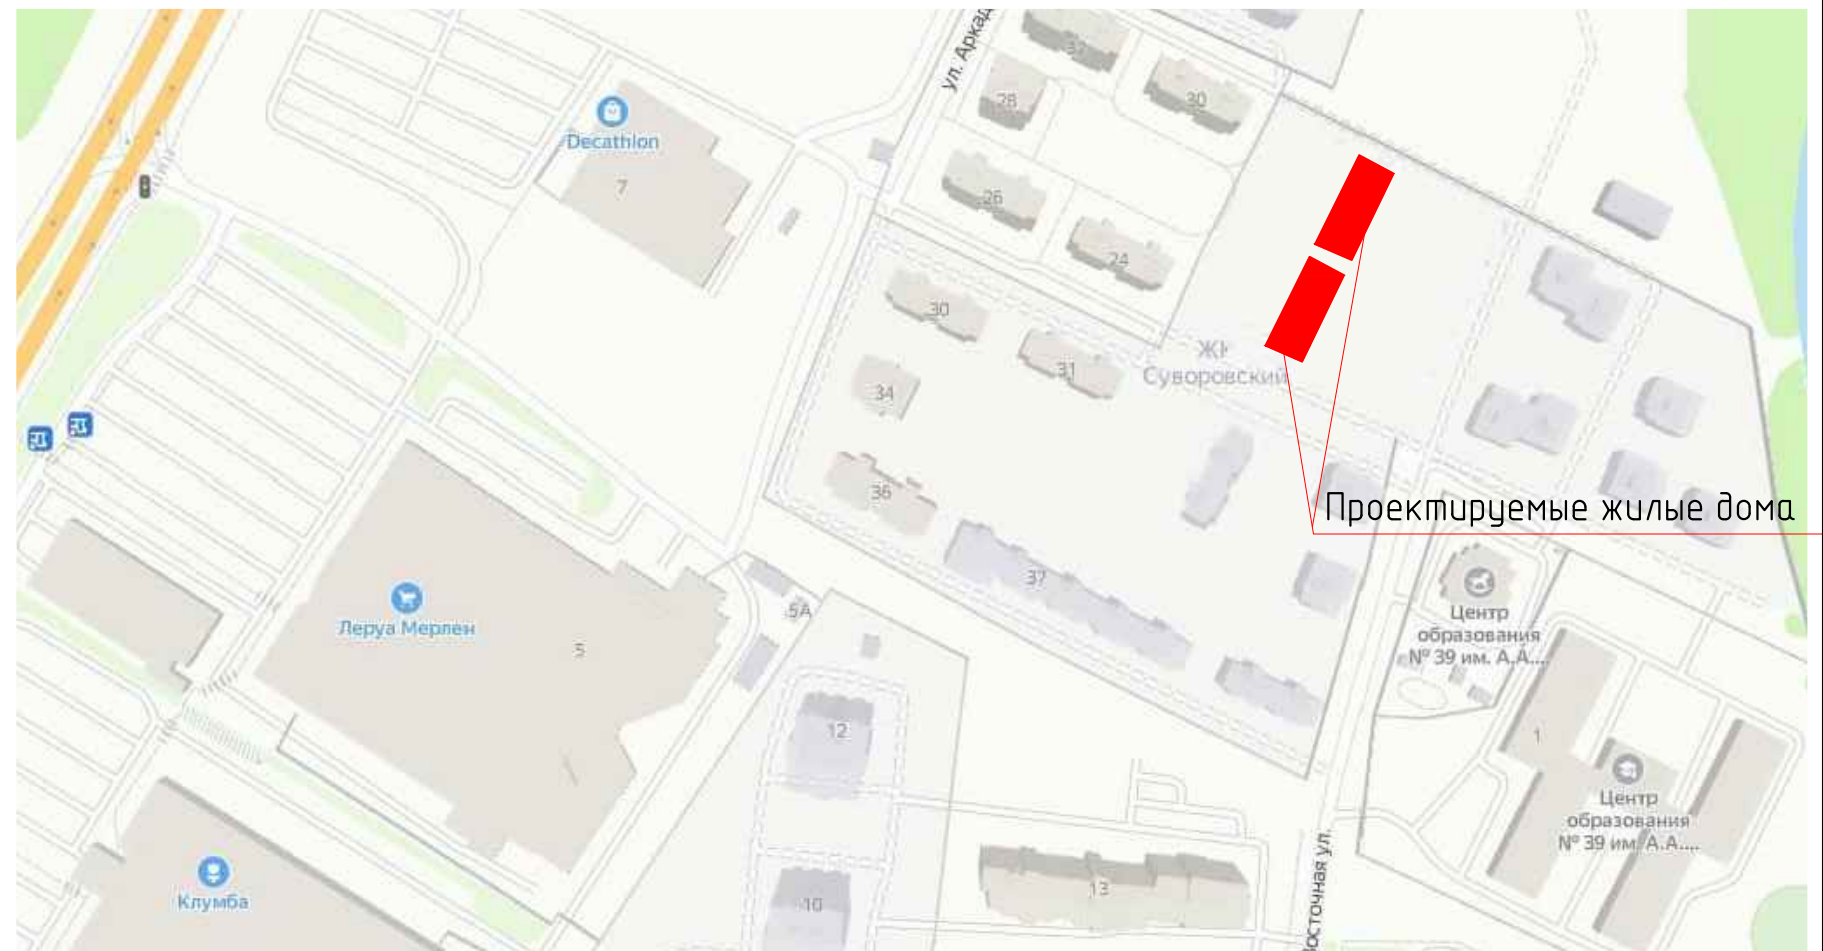 ул. Аркад
32
28
30
Decathlon
7
26
24
30
31
ЖК
Суворовский
34
36
Проектируемые жилые дома
37
5А
Леруа Мерлен
5
Центр
образования
№ 39 им. А.А....
12
1
Центр
образования
№ 39 им. А.А....
Восточная ул.
13
Клумба
10